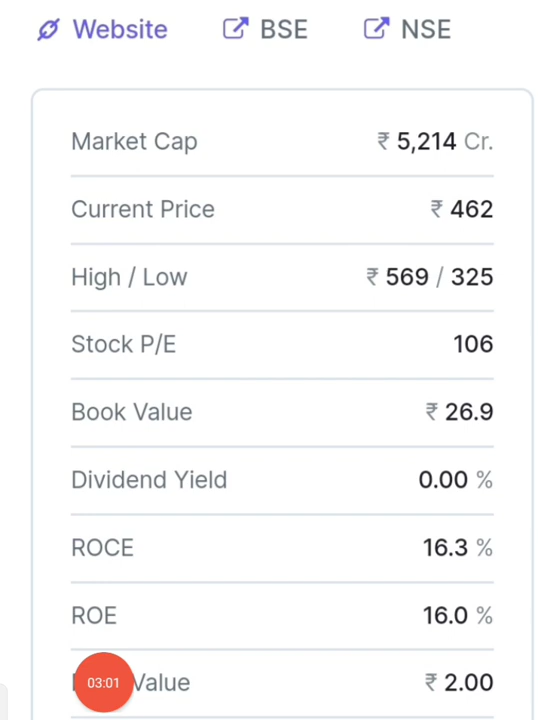 Website BSE NSE
Market Cap ₹ 5,214 Cr.
Current Price ₹ 462
High / Low ₹ 569 / 325
Stock P/E 106
Book Value ₹ 26.9
Dividend Yield 0.00 %
ROCE 16.3 %
ROE 16.0 %
03:01 Value ₹ 2.00